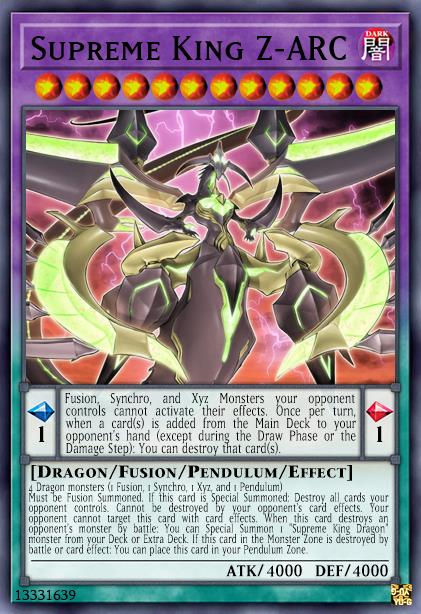 Supreme King Z-ARC
DARK
闇
Fusion, Synchro, and Xyz Monsters your opponent
controls cannot activate their effects. Once per turn,
when a card(s) is added from the Main Deck to your
opponent's hand (except during the Draw Phase or the
Damage Step): You can destroy that card(s).
1
1
[Dragon/Fusion/Pendulum/Effect]
4 Dragon monsters (1 Fusion, 1 Synchro, 1 Xyz, and 1 Pendulum)
Must be Fusion Summoned. If this card is Special Summoned: Destroy all cards your
opponent controls. Cannot be destroyed by your opponent's card effects. Your
opponent cannot target this card with card effects. When this card destroys an
opponent's monster by battle: You can Special Summon 1 "Supreme King Dragon"
monster from your Deck or Extra Deck. If this card in the Monster Zone is destroyed by
battle or card effect: You can place this card in your Pendulum Zone.
ATK/4000 DEF/4000
13331639